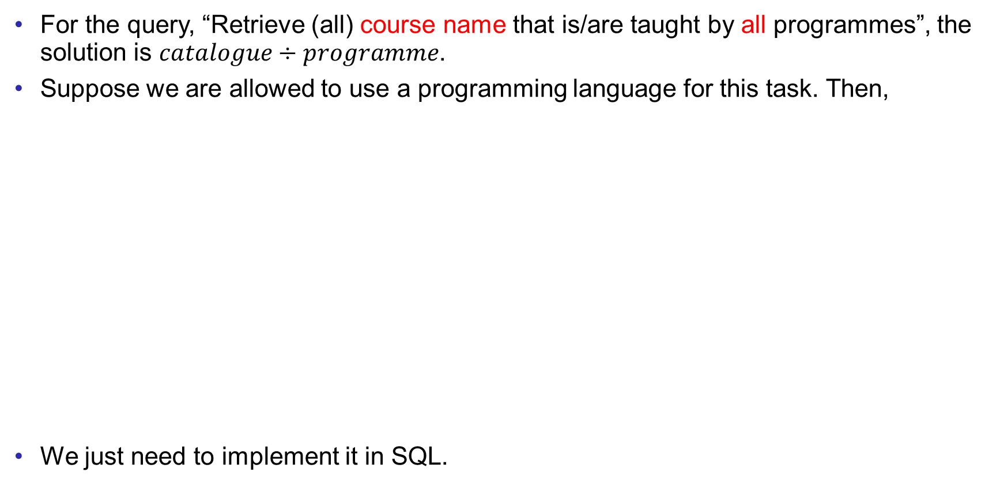 • For the query, “Retrieve (all) course name that is/are taught by all programmes”, the
solution is catalogue ÷ programme.
• Suppose we are allowed to use a programming language for this task. Then,
• We just need to implement it in SQL.